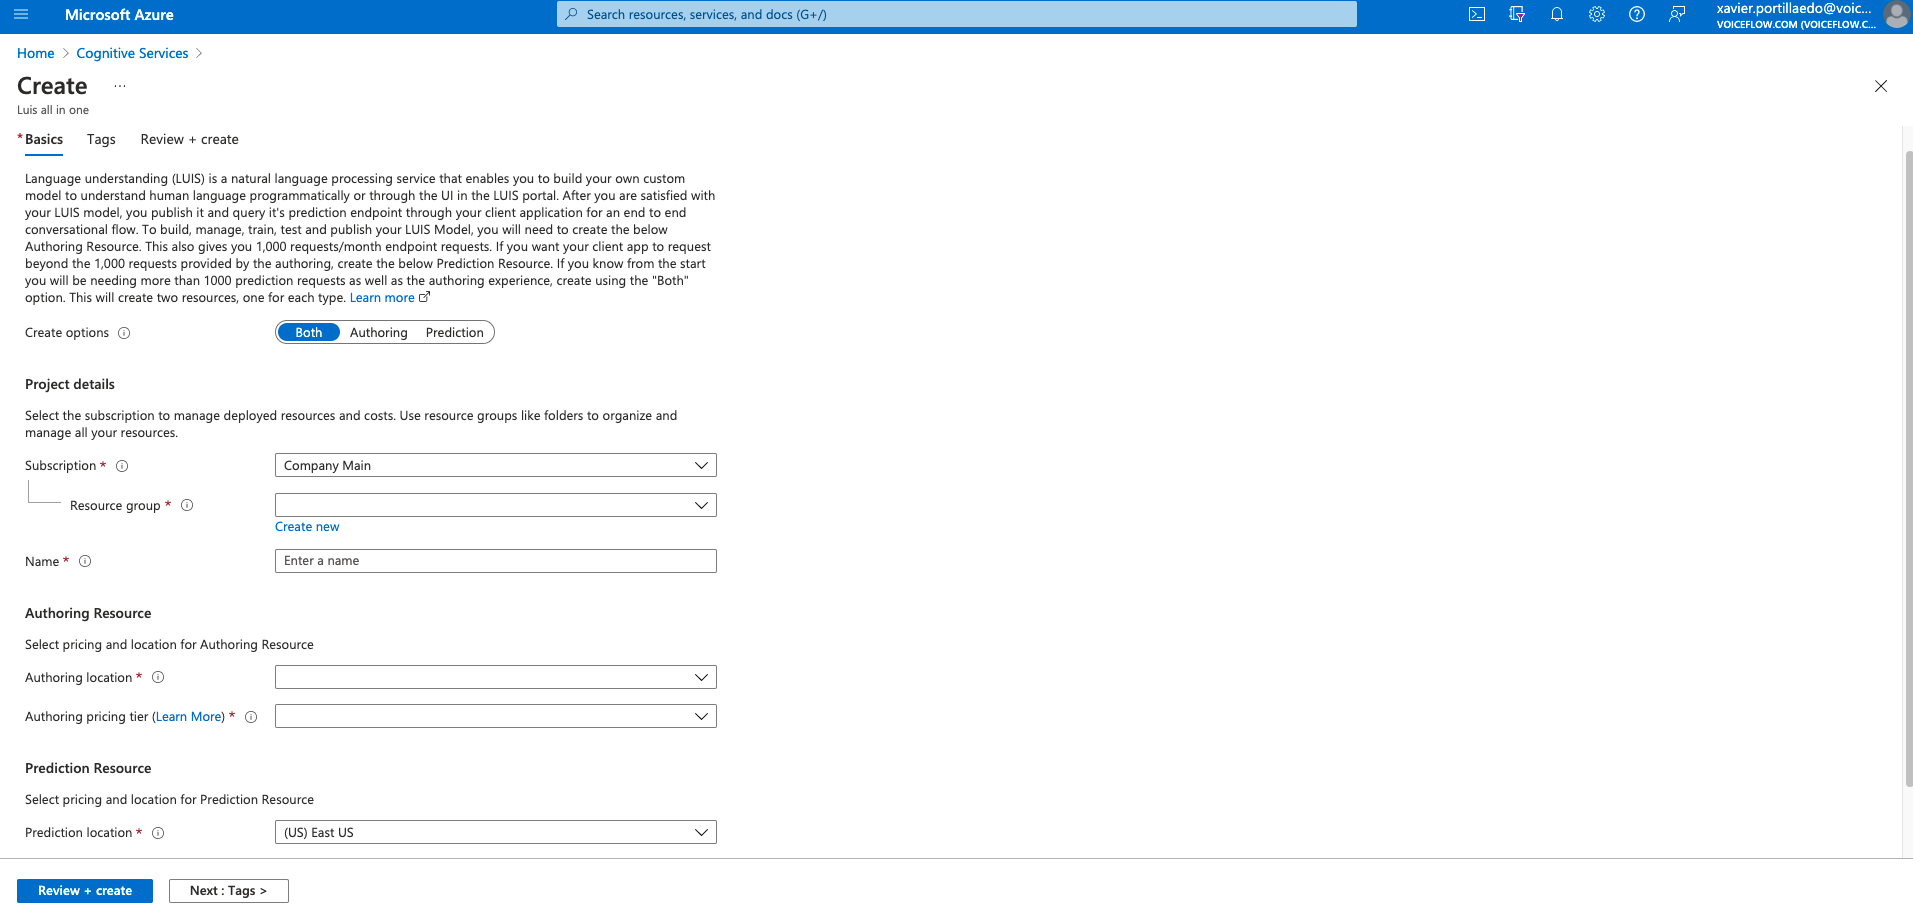 Microsoft Azure
Search resources, services, and docs (G+/)
xavier.portillaedo@voic...
VOICEFLOW.COM (VOICEFLOW.C...
Home > Cognitive Services >
Create ...
Luis all in one
* Basics Tags Review + create
Language understanding (LUIS) is a natural language processing service that enables you to build your own custom
model to understand human language programmatically or through the UI in the LUIS portal. After you are satisfied with
your LUIS model, you publish it and query it's prediction endpoint through your client application for an end to end
conversational flow. To build, manage, train, test and publish your LUIS Model, you will need to create the below
Authoring Resource. This also gives you 1,000 requests/month endpoint requests. If you want your client app to request
beyond the 1,000 requests provided by the authoring, create the below Prediction Resource. If you know from the start
you will be needing more than 1000 prediction requests as well as the authoring experience, create using the "Both"
option. This will create two resources, one for each type. Learn more
Create options Both Authoring Prediction
Project details
Select the subscription to manage deployed resources and costs. Use resource groups like folders to organize and
manage all your resources.
Subscription * Company Main
Resource group *
Create new
Name * Enter a name
Authoring Resource
Select pricing and location for Authoring Resource
Authoring location *
Authoring pricing tier (Learn More) *
Prediction Resource
Select pricing and location for Prediction Resource
Prediction location * (US) East US
Review + create Next : Tags >